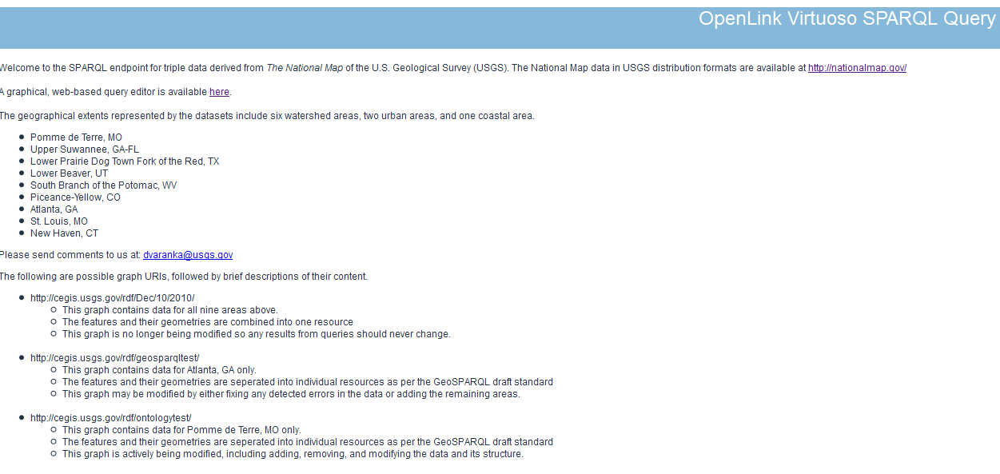 OpenLink Virtuoso SPARQL Query
Welcome to the SPARQL endpoint for triple data derived from The National Map of the U.S. Geological Survey (USGS). The National Map data in USGS distribution formats are available at http://nationalmap.gov/
A graphical, web-based query editor is available here.
The geographical extents represented by the datasets include six watershed areas, two urban areas, and one coastal area.
Pomme de Terre, MO
Upper Suwannee, GA-FL
Lower Prairie Dog Town Fork of the Red, TX
Lower Beaver, UT
South Branch of the Potomac, WV
Piceance-Yellow, CO
Atlanta, GA
St. Louis, MO
New Haven, CT
Please send comments to us at: dvaranka@usgs.gov
The following are possible graph URIs, followed by brief descriptions of their content.
http://cegis.usgs.gov/rdf/Dec/10/2010/
This graph contains data for all nine areas above.
The features and their geometries are combined into one resource
This graph is no longer being modified so any results from queries should never change.
http://cegis.usgs.gov/rdf/geosparqltest/
This graph contains data for Atlanta, GA only.
The features and their geometries are seperated into individual resources as per the GeoSPARQL draft standard
This graph may be modified by either fixing any detected errors in the data or adding the remaining areas.
http://cegis.usgs.gov/rdf/ontologytest/
This graph contains data for Pomme de Terre, MO only.
The features and their geometries are seperated into individual resources as per the GeoSPARQL draft standard
This graph is actively being modified, including adding, removing, and modifying the data and its structure.